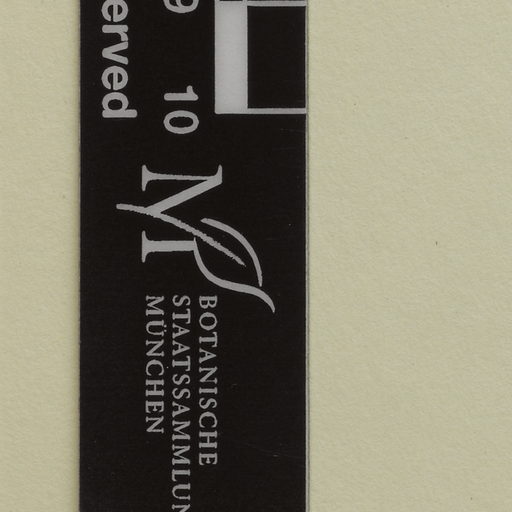 erved
9 10
BOTANISCHE
STAATSSAMMLUN
MÜNCHEN